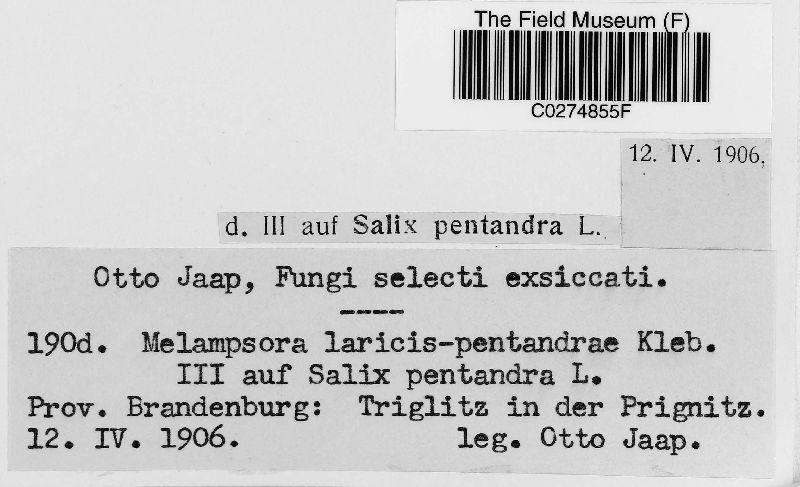 The Field Museum (F)
C0274855F
12. IV. 1906,
d. III auf Salix pentandra L.
Otto Jaap, Fungi selecti exsiccati.
190d. Melampsora laricis-pentandrae Kleb.
III auf Salix pentandra L.
Prov. Brandenburg: Triglitz in der Prignitz.
12. IV. 1906. leg. Otto Jaap.